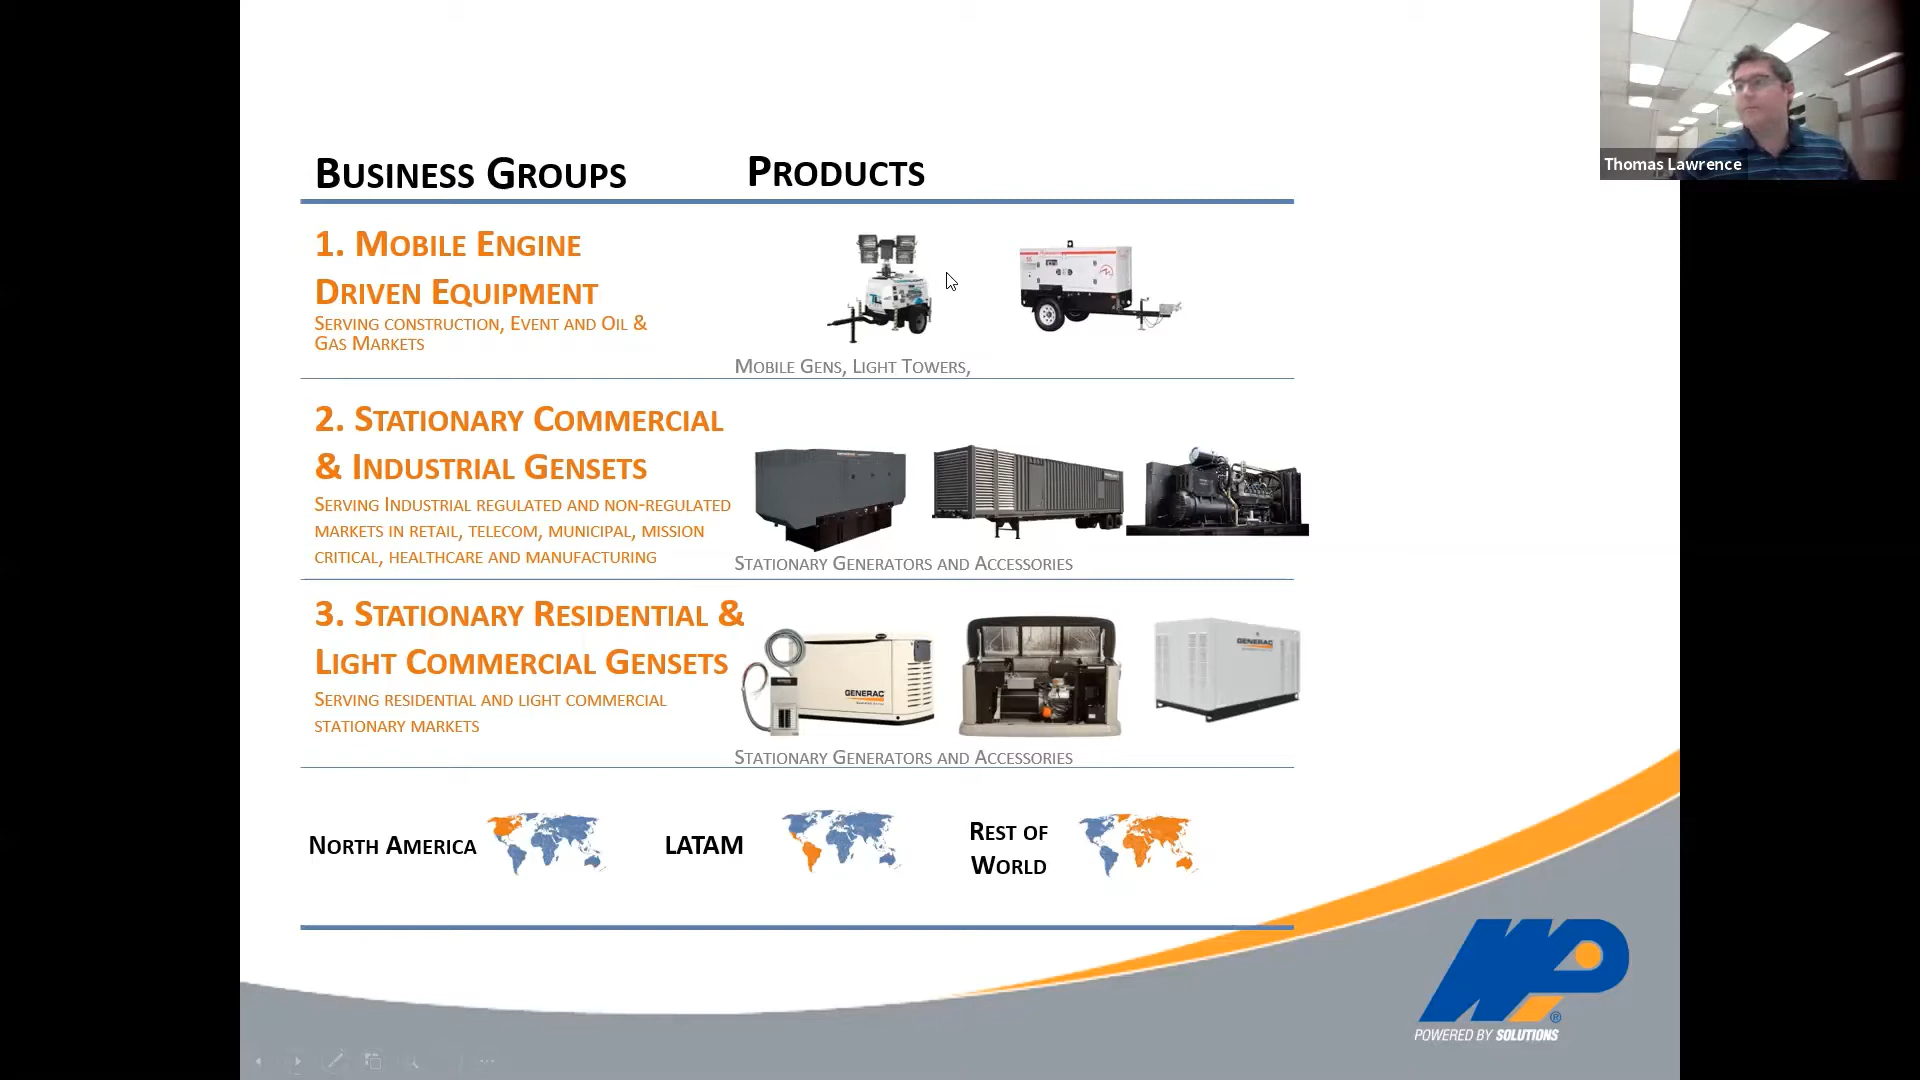 Thomas Lawrence
BUSINESS GROUPS
PRODUCTS
1. MOBILE ENGINE
DRIVEN EQUIPMENT
SERVING CONSTRUCTION, EVENT AND OIL &
GAS MARKETS
MOBILE GENS, LIGHT TOWERS,
2. STATIONARY COMMERCIAL
& INDUSTRIAL GENSETS
SERVING INDUSTRIAL REGULATED AND NON-REGULATED
MARKETS IN RETAIL, TELECOM, MUNICIPAL, MISSION
CRITICAL, HEALTHCARE AND MANUFACTURING
STATIONARY GENERATORS AND ACCESSORIES
3. STATIONARY RESIDENTIAL &
LIGHT COMMERCIAL GENSETS
SERVING RESIDENTIAL AND LIGHT COMMERCIAL
STATIONARY MARKETS
GENERAC
GENERAC
STATIONARY GENERATORS AND ACCESSORIES
NORTH AMERICA
LATAM
REST OF
WORLD
WP
®
POWERED BY SOLUTIONS